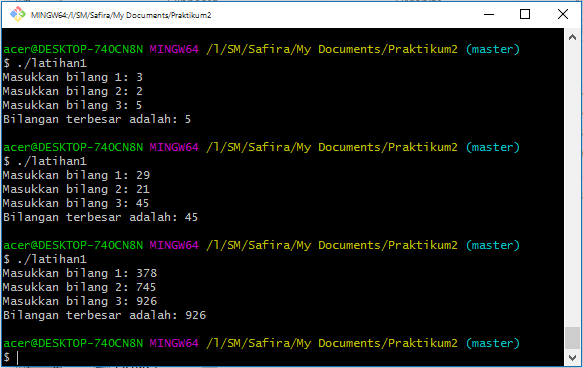 MINGW64:/l/SM/Safira/My Documents/Praktikum2
acer@DESKTOP-74OCN8N MINGW64 /l/SM/Safira/My Documents/Praktikum2 (master)
$ ./latihan1
Masukkan bilang 1: 3
Masukkan bilang 2: 2
Masukkan bilang 3: 5
Bilangan terbesar adalah: 5
acer@DESKTOP-74OCN8N MINGW64 /l/SM/Safira/My Documents/Praktikum2 (master)
$ ./latihan1
Masukkan bilang 1: 29
Masukkan bilang 2: 21
Masukkan bilang 3: 45
Bilangan terbesar adalah: 45
acer@DESKTOP-74OCN8N MINGW64 /l/SM/Safira/My Documents/Praktikum2 (master)
$ ./latihan1
Masukkan bilang 1: 378
Masukkan bilang 2: 745
Masukkan bilang 3: 926
Bilangan terbesar adalah: 926
acer@DESKTOP-74OCN8N MINGW64 /l/SM/Safira/My Documents/Praktikum2 (master)
$